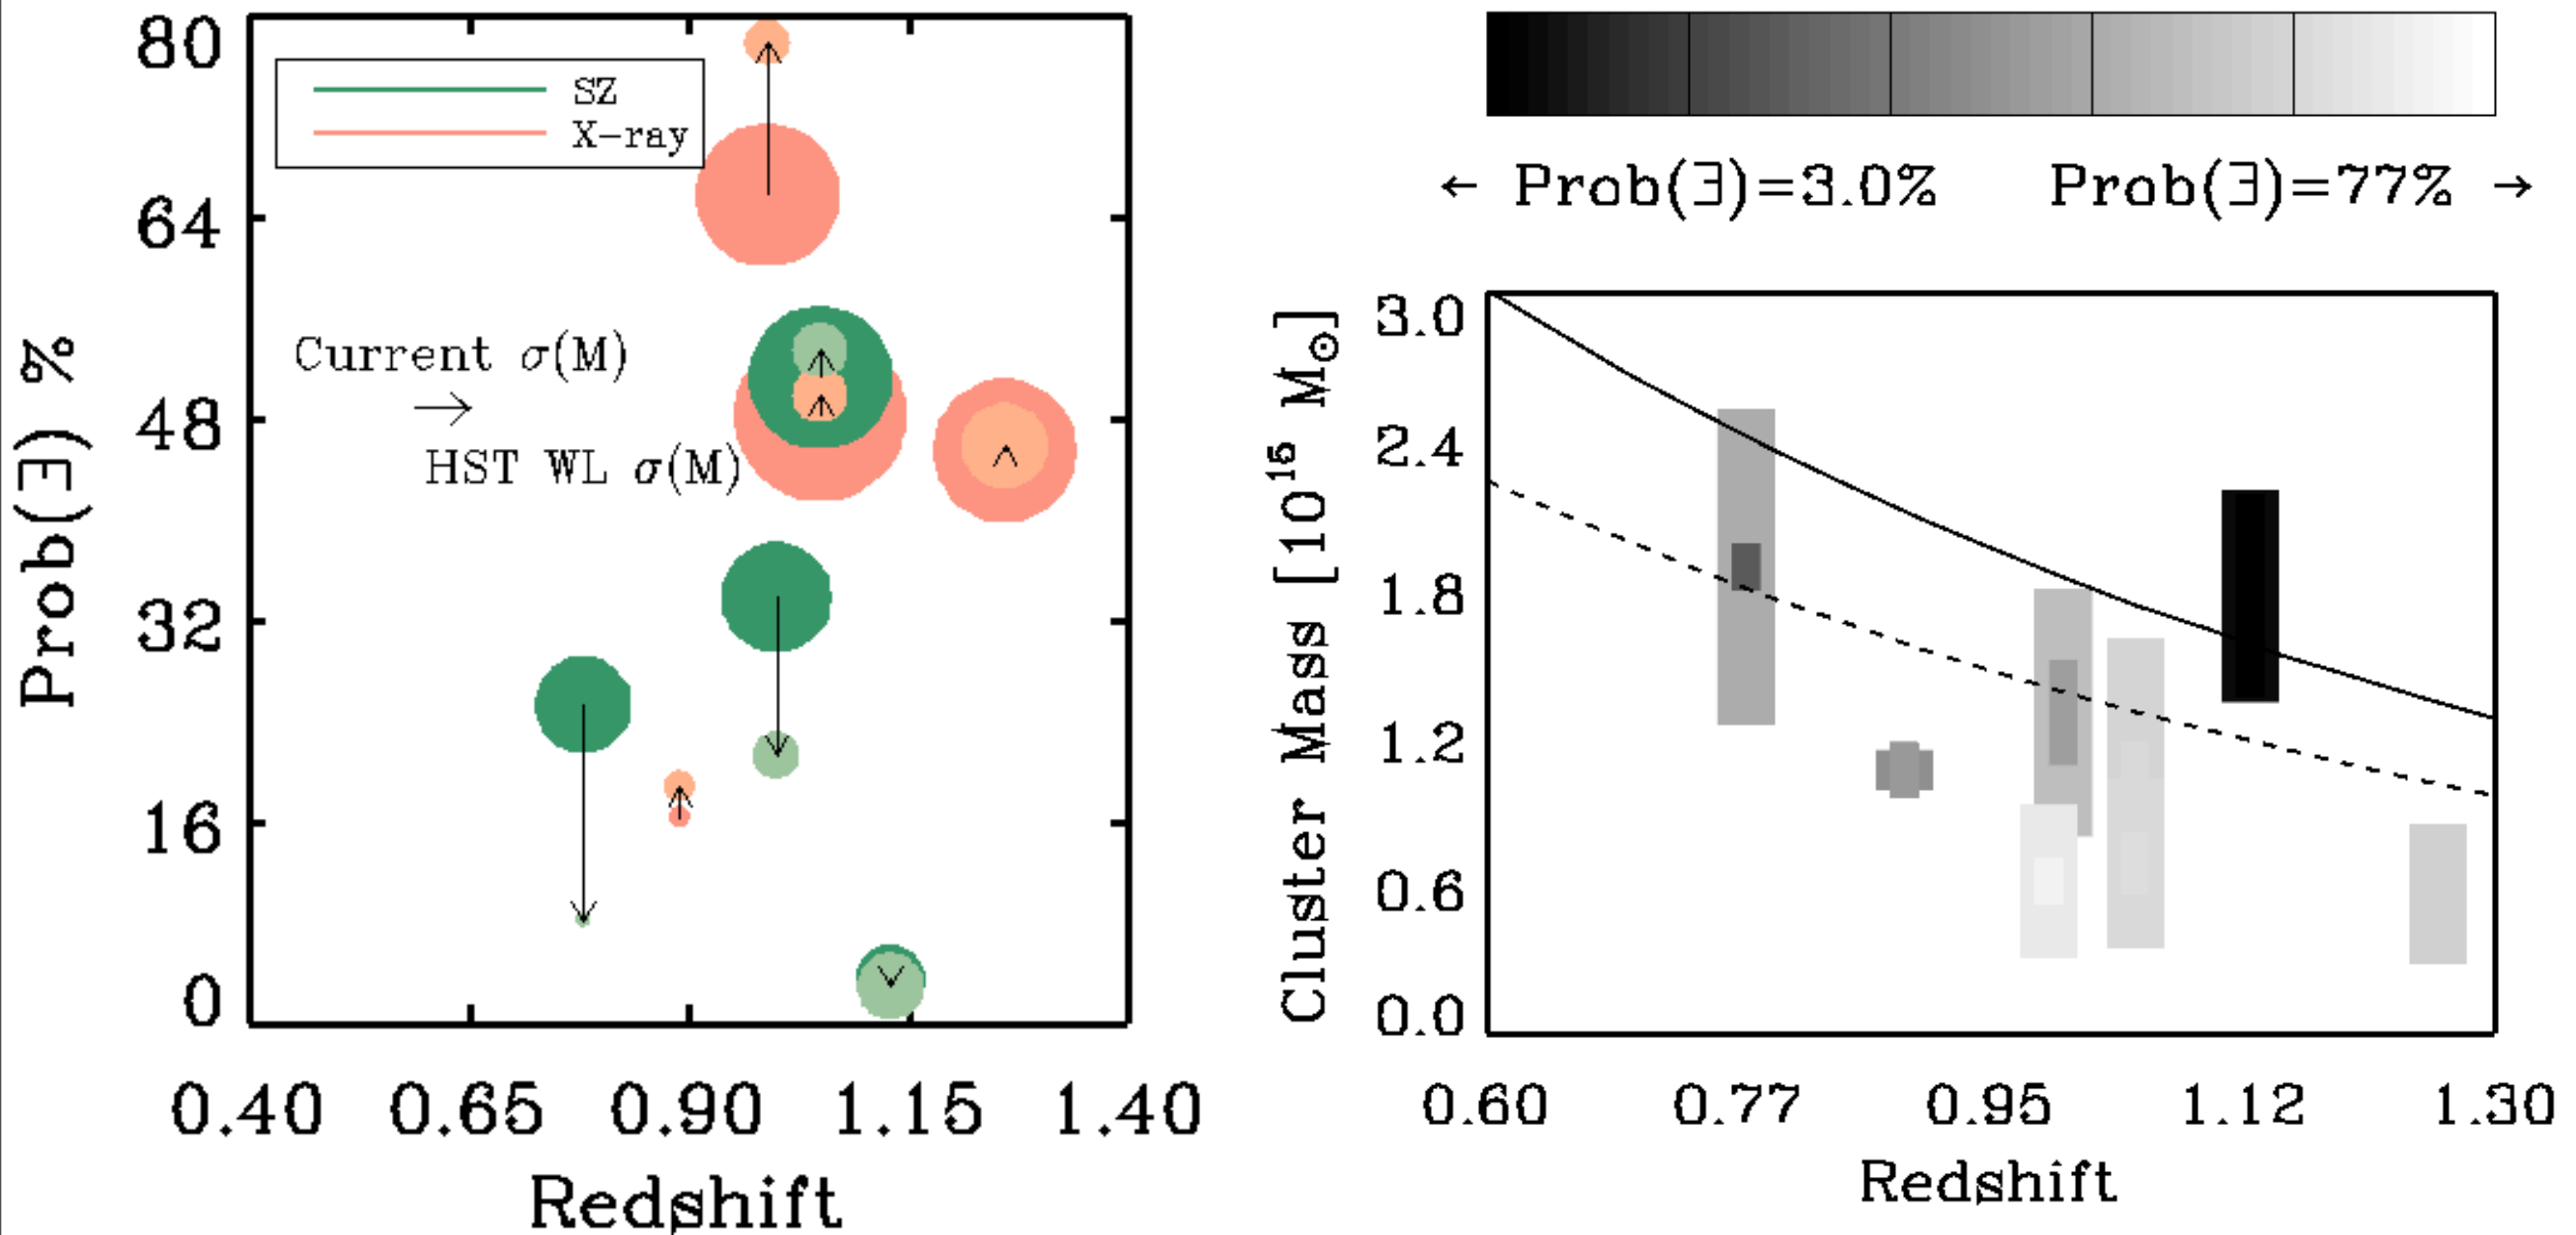 80
64
48
32
16
0
Prob(∃) %
SZ
X-ray
Current σ(M)
→
HST WL σ(M)
0.40 0.65 0.90 1.15 1.40
Redshift
← Prob(∃)=3.0% Prob(∃)=77% →
3.0
2.4
1.8
1.2
0.6
0.0
Cluster Mass [10¹⁵ M⊙]
0.60 0.77 0.95 1.12 1.30
Redshift